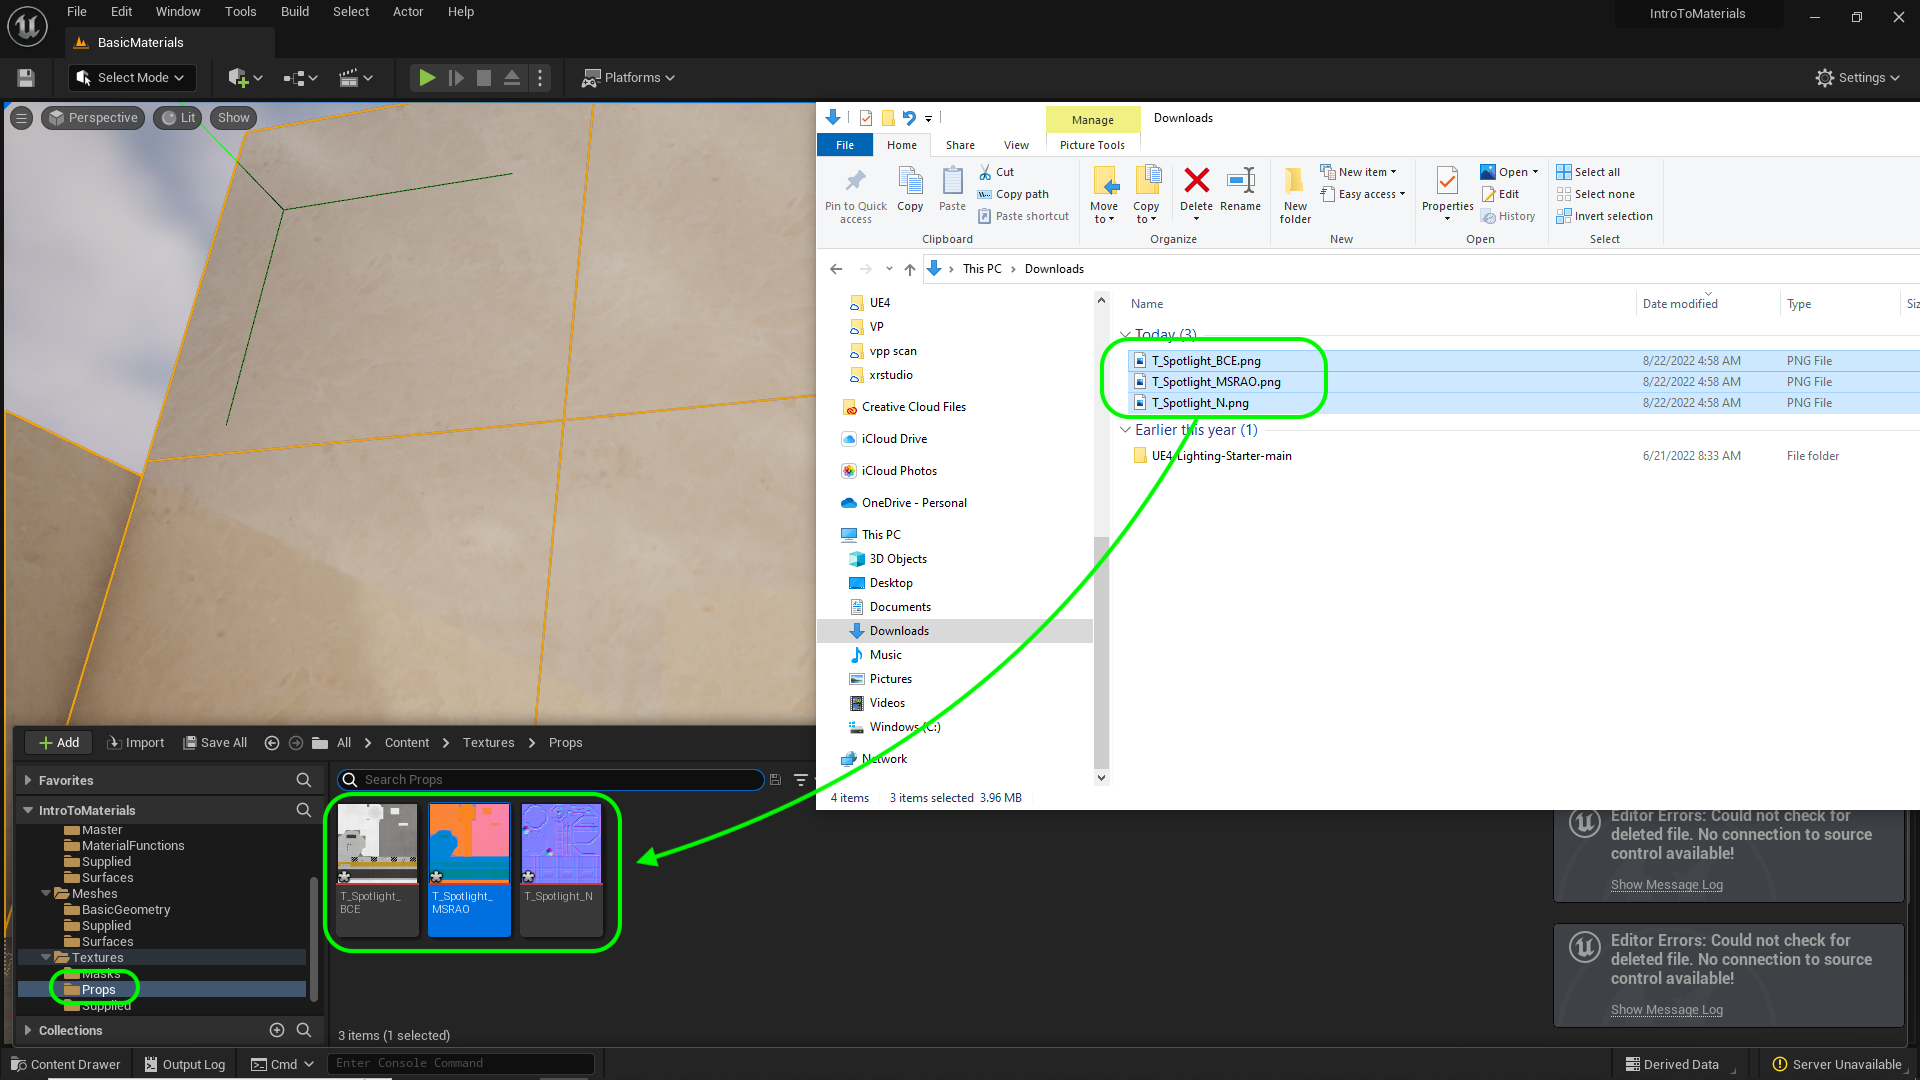 File Edit Window Tools Build Select Actor Help
IntroToMaterials
BasicMaterials
Select Mode
Platforms
Settings
Perspective
Lit
Show
Manage
Downloads
File
Home
Share
View
Picture Tools
Pin to Quick
access
Copy
Paste
Cut
Copy path
Paste shortcut
Clipboard
Move
to
Copy
to
Delete
Rename
Organize
New
folder
New item
Easy access
New
Properties
Open
Edit
History
Open
Select all
Select none
Invert selection
Select
This PC > Downloads
UE4
VP
vpp scan
xrstudio
Creative Cloud Files
iCloud Drive
iCloud Photos
OneDrive - Personal
This PC
3D Objects
Desktop
Documents
Downloads
Music
Pictures
Videos
Windows (C:)
Network
Name Date modified Type Siz
Today (3)
T_Spotlight_BCE.png 8/22/2022 4:58 AM PNG File
T_Spotlight_MSRAO.png 8/22/2022 4:58 AM PNG File
T_Spotlight_N.png 8/22/2022 4:58 AM PNG File
Earlier this year (1)
UE4-Lighting-Starter-main 6/21/2022 8:33 AM File folder
4 items 3 items selected 3.96 MB
Add
Import
Save All
All > Content > Textures > Props
Favorites
Search Props
IntroToMaterials
Master
MaterialFunctions
Supplied
Surfaces
Meshes
BasicGeometry
Supplied
Surfaces
Textures
Masks
Props
Supplied
Collections
T_Spotlight_
BCE
T_Spotlight_
MSRAO
T_Spotlight_N
3 items (1 selected)
Editor Errors: Could not check for
deleted file. No connection to source
control available!
Show Message Log
Editor Errors: Could not check for
deleted file. No connection to source
control available!
Show Message Log
Content Drawer
Output Log
Cmd
Enter Console Command
Derived Data
Server Unavailable